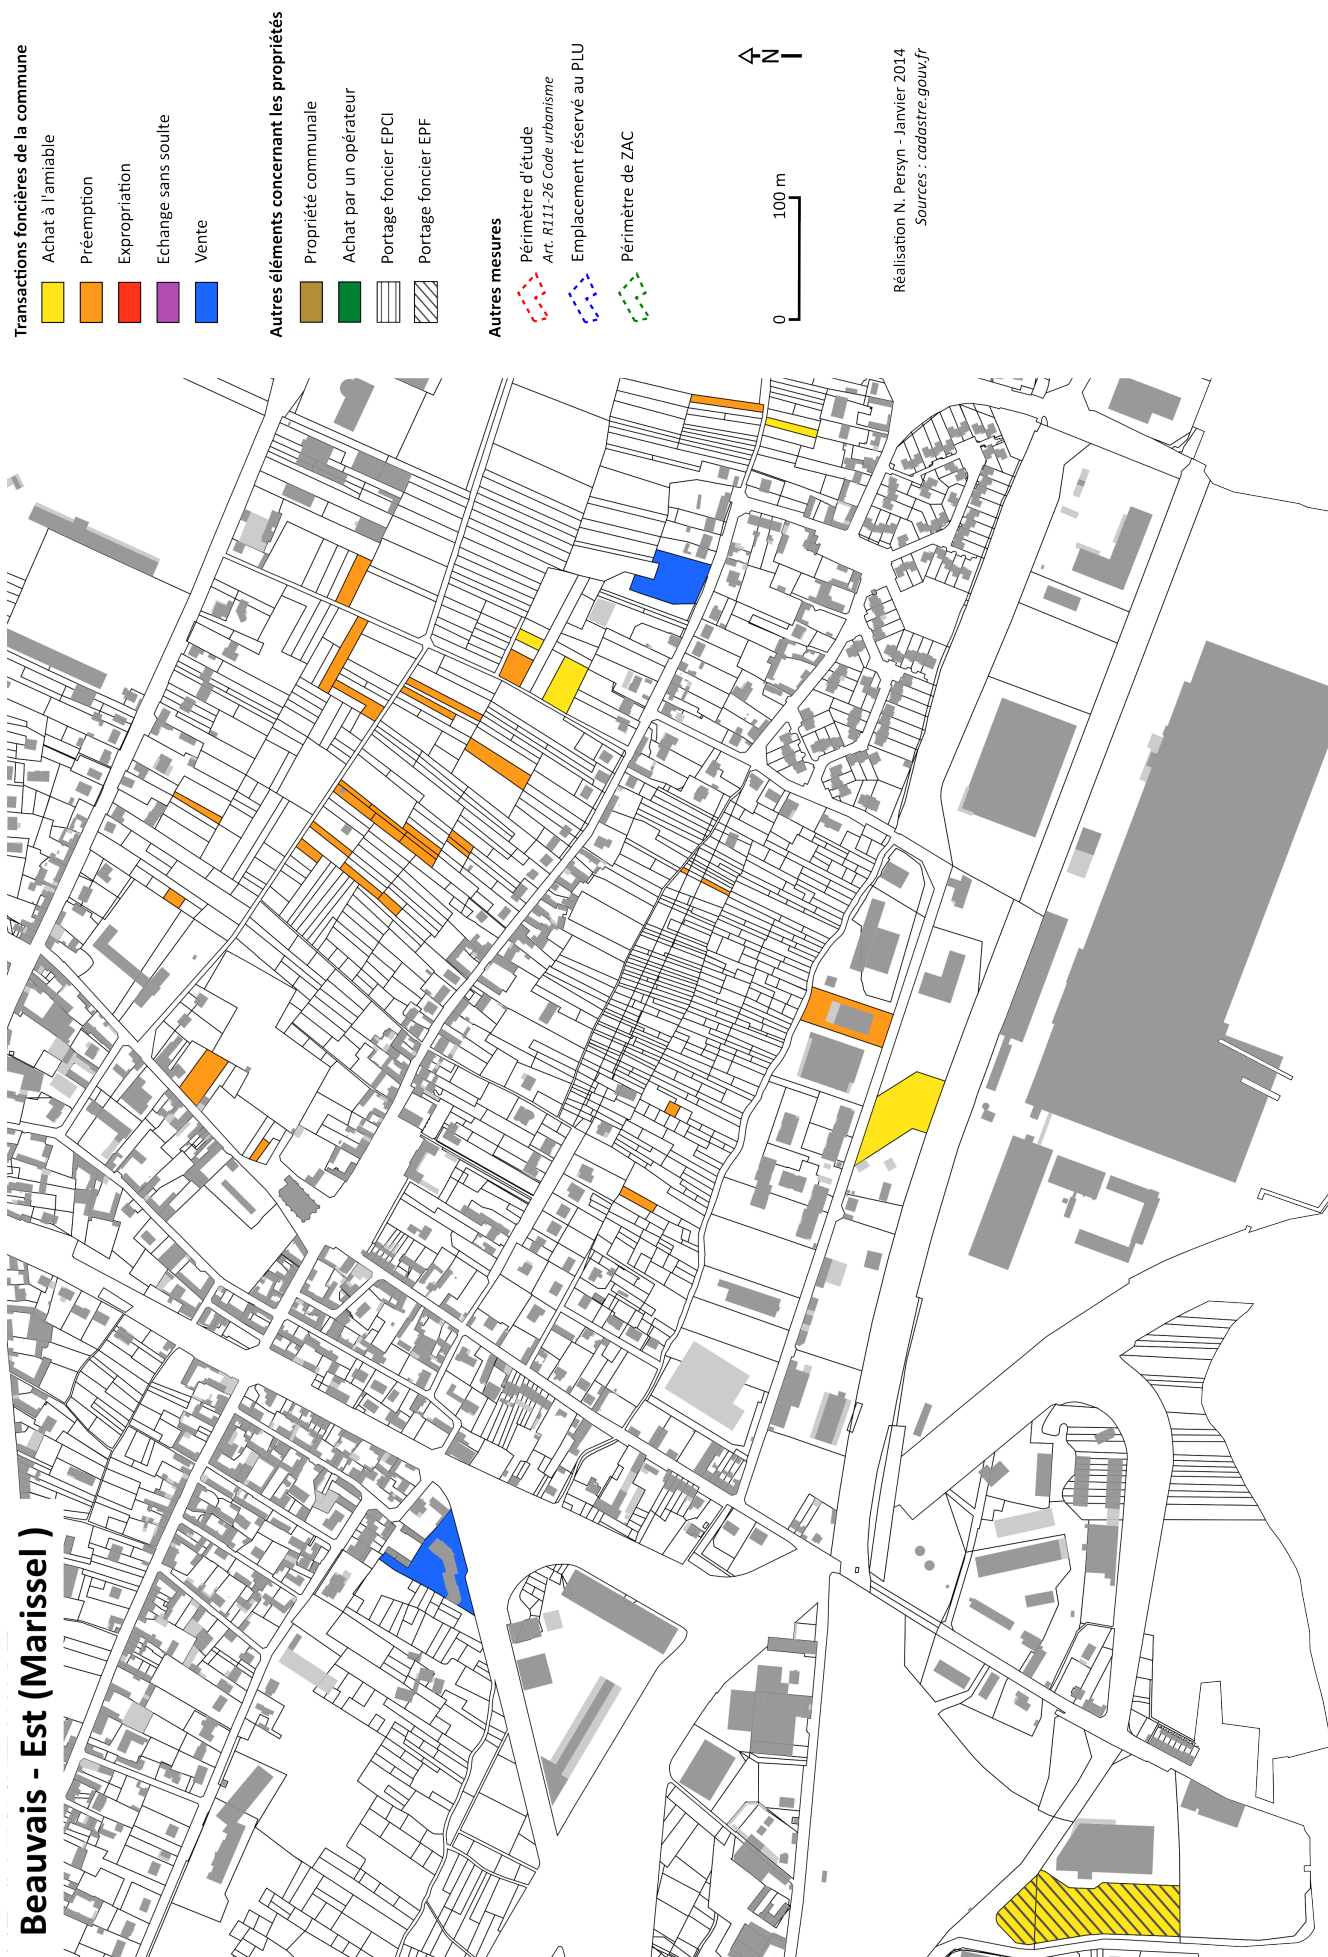 Beauvais - Est (Marissel )
Transactions foncières de la commune
Achat à l'amiable
Préemption
Expropriation
Echange sans soulte
Vente
Autres éléments concernant les propriétés
Propriété communale
Achat par un opérateur
Portage foncier EPCI
Portage foncier EPF
Autres mesures
Périmètre d'étude
Art. R111-26 Code urbanisme
Emplacement réservé au PLU
Périmètre de ZAC
N
0 100 m
Réalisation N. Persyn - Janvier 2014
Sources : cadastre.gouv.fr